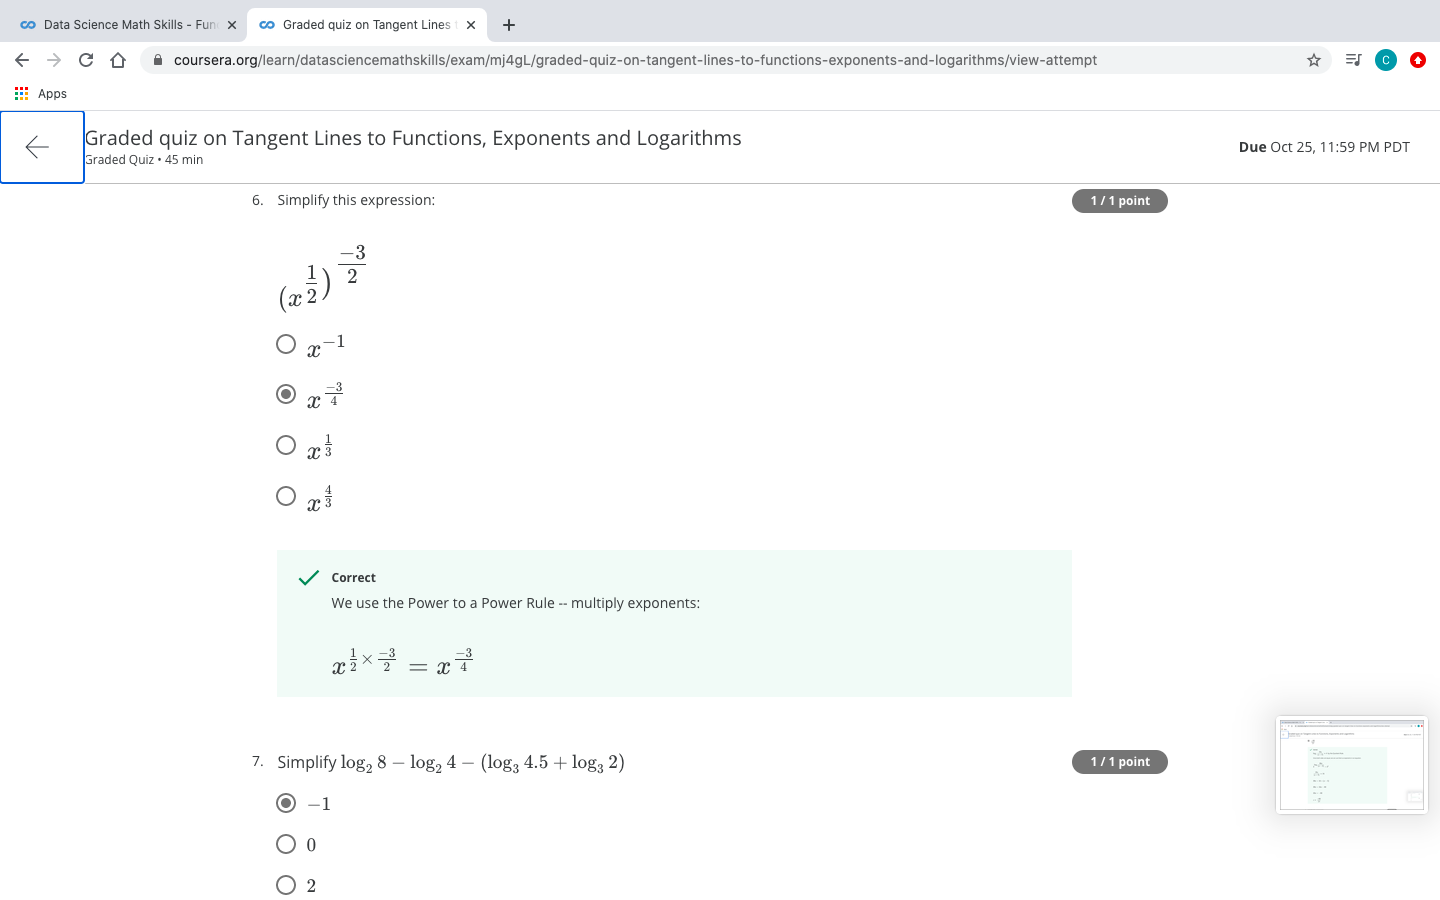 Data Science Math Skills - Fun
Graded quiz on Tangent Lines t
coursera.org/learn/datasciencemathskills/exam/mj4gL/graded-quiz-on-tangent-lines-to-functions-exponents-and-logarithms/view-attempt
C
Apps
Graded quiz on Tangent Lines to Functions, Exponents and Logarithms
Graded Quiz • 45 min
Due Oct 25, 11:59 PM PDT
6. Simplify this expression:
1 / 1 point
(x^{\frac{1}{2}})^{\frac{-3}{2}}
x^{-1}
x^{\frac{-3}{4}}
x^{\frac{1}{3}}
x^{\frac{4}{3}}
Correct
We use the Power to a Power Rule -- multiply exponents:
x^{\frac{1}{2} × \frac{-3}{2}} = x^{\frac{-3}{4}}
7. Simplify log₂ 8 − log₂ 4 − (log₃ 4.5 + log₃ 2)
1 / 1 point
−1
0
2